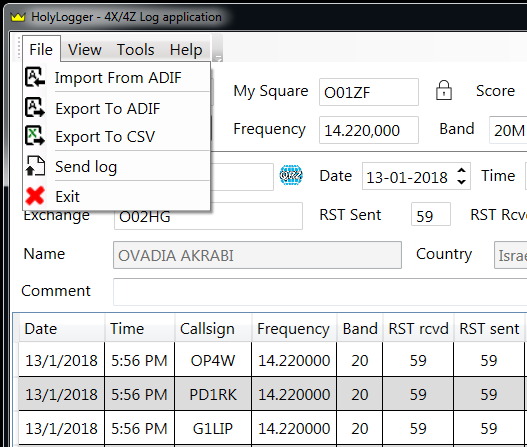 HolyLogger - 4X/4Z Log application
File View Tools Help
Import From ADIF
Export To ADIF
Export To CSV
Send log
Exit
My Square O01ZF Score
Frequency 14.220,000 Band 20M
Date 13-01-2018 Time
Exchange O02HG RST Sent 59 RST Rcv
Name OVADIA AKRABI Country Israe
Comment
Date Time Callsign Frequency Band RST rcvd RST sent
13/1/2018 5:56 PM OP4W 14.220000 20 59 59
13/1/2018 5:56 PM PD1RK 14.220000 20 59 59
13/1/2018 5:56 PM G1LIP 14.220000 20 59 59